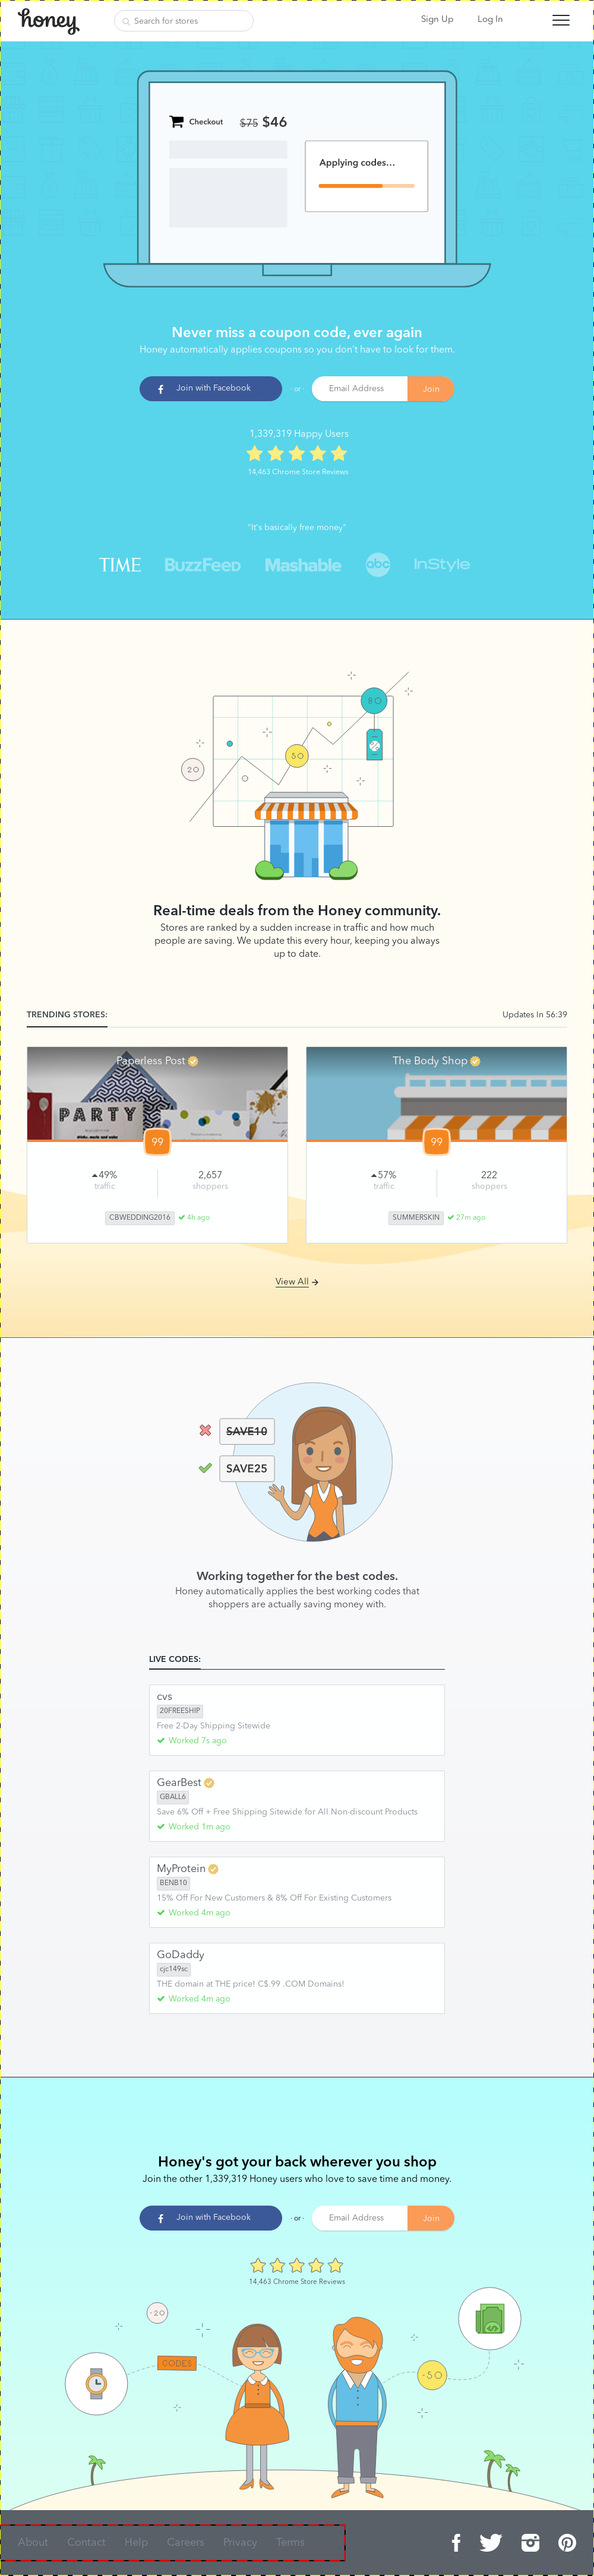 honey
Search for stores
Sign Up
Log In
Checkout $75 $46
Applying codes...
Never miss a coupon code, ever again
Honey automatically applies coupons so you don't have to look for them.
Join with Facebook
- or -
Email Address
Join
1,339,319 Happy Users
14,463 Chrome Store Reviews
"It's basically free money"
TIME
BuzzFeed
Mashable
abc
InStyle
80
50
20
Real-time deals from the Honey community.
Stores are ranked by a sudden increase in traffic and how much
people are saving. We update this every hour, keeping you always
up to date.
TRENDING STORES:
Updates In 56:39
Paperless Post
PARTY
99
49%
traffic
2,657
shoppers
CBWEDDING2016
4h ago
The Body Shop
99
57%
traffic
222
shoppers
SUMMERSKIN
27m ago
View All
SAVE10
SAVE25
Working together for the best codes.
Honey automatically applies the best working codes that
shoppers are actually saving money with.
LIVE CODES:
CVS
20FREESHIP
Free 2-Day Shipping Sitewide
Worked 7s ago
GearBest
GBALL6
Save 6% Off + Free Shipping Sitewide for All Non-discount Products
Worked 1m ago
MyProtein
BENB10
15% Off For New Customers & 8% Off For Existing Customers
Worked 4m ago
GoDaddy
cjc149sc
THE domain at THE price! C$.99 .COM Domains!
Worked 4m ago
Honey's got your back wherever you shop
Join the other 1,339,319 Honey users who love to save time and money.
Join with Facebook
- or -
Email Address
Join
14,463 Chrome Store Reviews
-20
CODES
-50
About
Contact
Help
Careers
Privacy
Terms